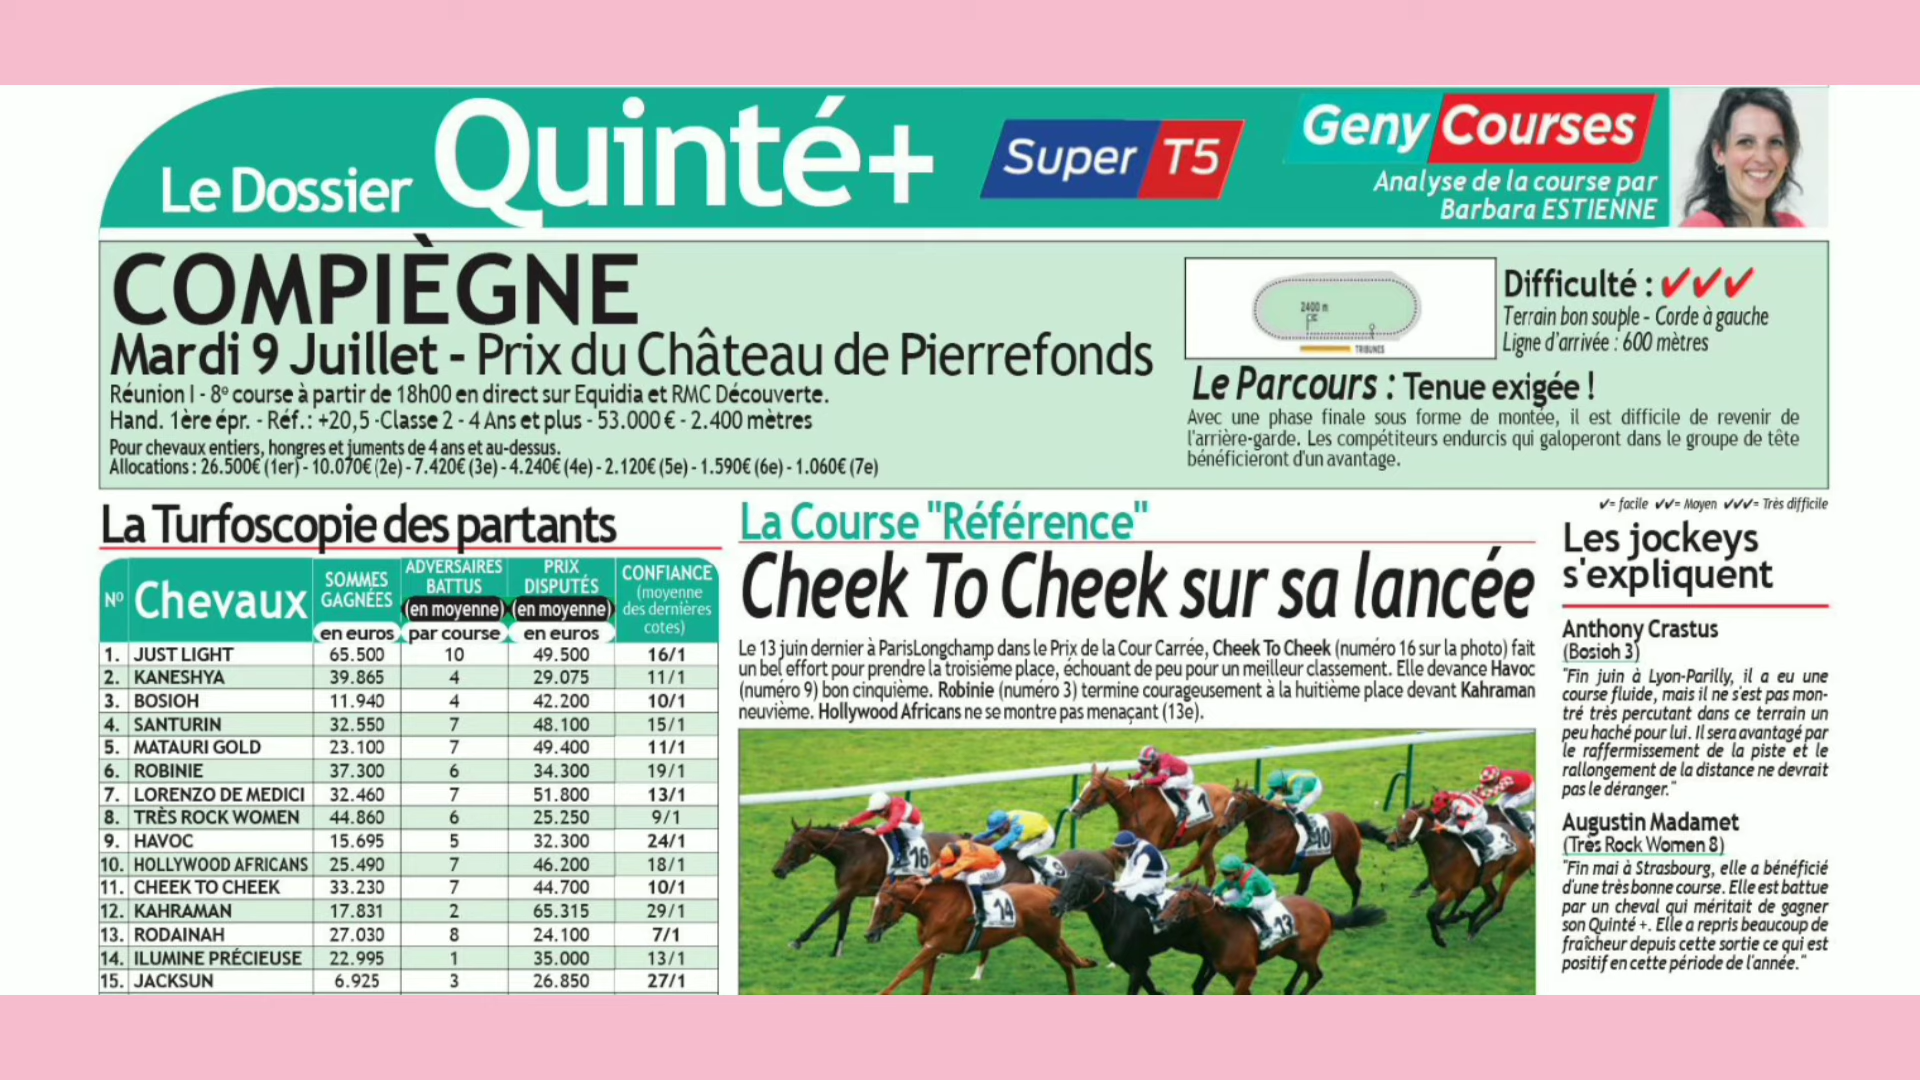 Le Dossier Quinté+
Super T5
Geny Courses
Analyse de la course par
Barbara ESTIENNE
COMPIÈGNE
Mardi 9 Juillet - Prix du Château de Pierrefonds
Réunion I - 8e course à partir de 18h00 en direct sur Equidia et RMC Découverte.
Hand. 1ère épr. - Réf.: +20,5 -Classe 2 - 4 Ans et plus - 53.000 € - 2.400 mètres
Pour chevaux entiers, hongres et juments de 4 ans et au-dessus.
Allocations : 26.500€ (1er) - 10.070€ (2e) - 7.420€ (3e) - 4.240€ (4e) - 2.120€ (5e) - 1.590€ (6e) - 1.060€ (7e)
2400 m
TRIBUNES
Difficulté : ✓✓✓
Terrain bon souple - Corde à gauche
Ligne d'arrivée : 600 mètres
Le Parcours : Tenue exigée !
Avec une phase finale sous forme de montée, il est difficile de revenir de
l'arrière-garde. Les compétiteurs endurcis qui galoperont dans le groupe de tête
bénéficieront d'un avantage.
✓= facile ✓✓= Moyen ✓✓✓= Très difficile
La Turfoscopie des partants
N° Chevaux SOMMES GAGNÉES en euros ADVERSAIRES BATTUS (en moyenne) par course PRIX DISPUTÉS (en moyenne) en euros CONFIANCE (moyenne des dernières cotes)
1. JUST LIGHT 65.500 10 49.500 16/1
2. KANESHYA 39.865 4 29.075 11/1
3. BOSIOH 11.940 4 42.200 10/1
4. SANTURIN 32.550 7 48.100 15/1
5. MATAURI GOLD 23.100 7 49.400 11/1
6. ROBINIE 37.300 6 34.300 19/1
7. LORENZO DE MEDICI 32.460 7 51.800 13/1
8. TRÈS ROCK WOMEN 44.860 6 25.250 9/1
9. HAVOC 15.695 5 32.300 24/1
10. HOLLYWOOD AFRICANS 25.490 7 46.200 18/1
11. CHEEK TO CHEEK 33.230 7 44.700 10/1
12. KAHRAMAN 17.831 2 65.315 29/1
13. RODAINAH 27.030 8 24.100 7/1
14. ILUMINE PRÉCIEUSE 22.995 1 35.000 13/1
15. JACKSUN 6.925 3 26.850 27/1
La Course "Référence"
Cheek To Cheek sur sa lancée
Le 13 juin dernier à ParisLongchamp dans le Prix de la Cour Carrée, Cheek To Cheek (numéro 16 sur la photo) fait
un bel effort pour prendre la troisième place, échouant de peu pour un meilleur classement. Elle devance Havoc
(numéro 9) bon cinquième. Robinie (numéro 3) termine courageusement à la huitième place devant Kahraman
neuvième. Hollywood Africans ne se montre pas menaçant (13e).
16
14
1
10
3
13
Les jockeys
s'expliquent
Anthony Crastus
(Bosioh 3)
"Fin juin à Lyon-Parilly, il a eu une
course fluide, mais il ne s'est pas mon-
tré très percutant dans ce terrain un
peu haché pour lui. Il sera avantagé par
le raffermissement de la piste et le
rallongement de la distance ne devrait
pas le déranger."
Augustin Madamet
(Très Rock Women 8)
"Fin mai à Strasbourg, elle a bénéficié
d'une très bonne course. Elle est battue
par un cheval qui méritait de gagner
son Quinté +. Elle a repris beaucoup de
fraîcheur depuis cette sortie ce qui est
positif en cette période de l'année."